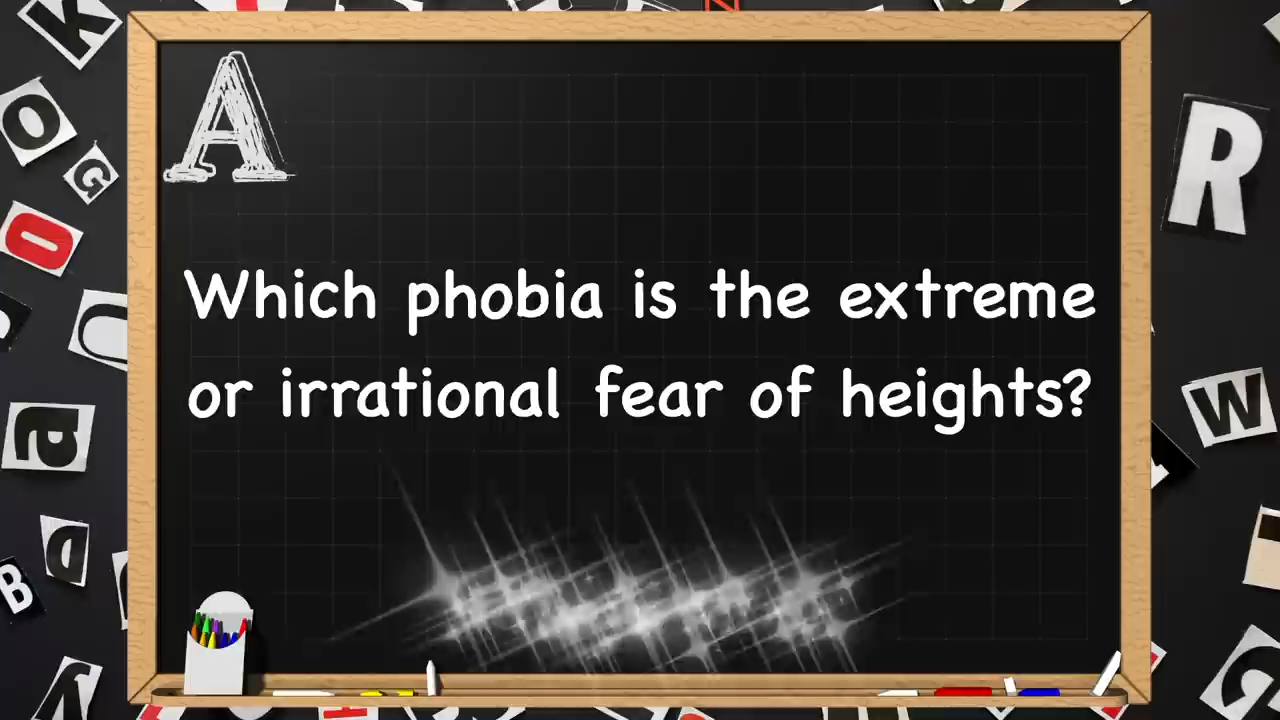 A
Which phobia is the extreme
or irrational fear of heights?
K
O
G
O
a
B
R
W